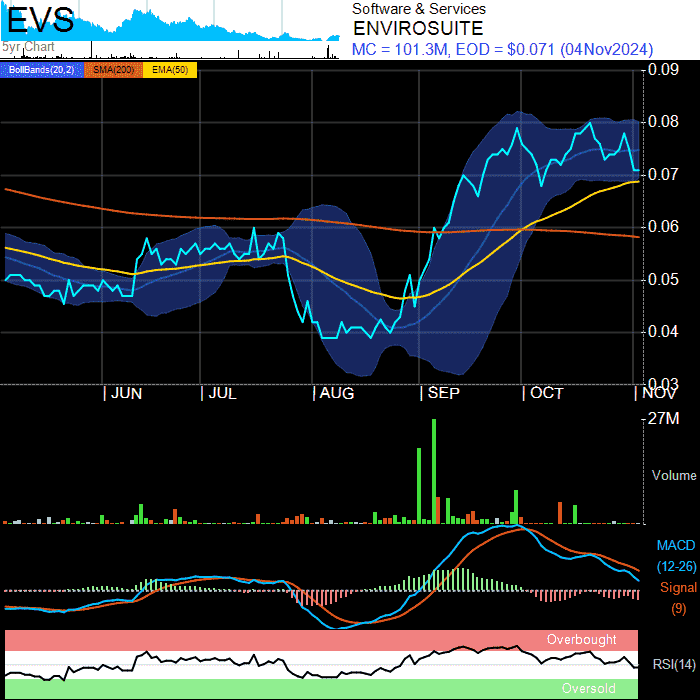 EVS
5yr Chart
Software & Services
ENVIROSUITE
MC = 101.3M, EOD = $0.071 (04Nov2024)
BollBands(20,2) SMA(200) EMA(50)
0.09
0.08
0.07
0.06
0.05
0.04
0.03
JUN JUL AUG SEP OCT NOV
27M
Volume
MACD
(12-26)
Signal
(9)
Overbought
RSI(14)
Oversold